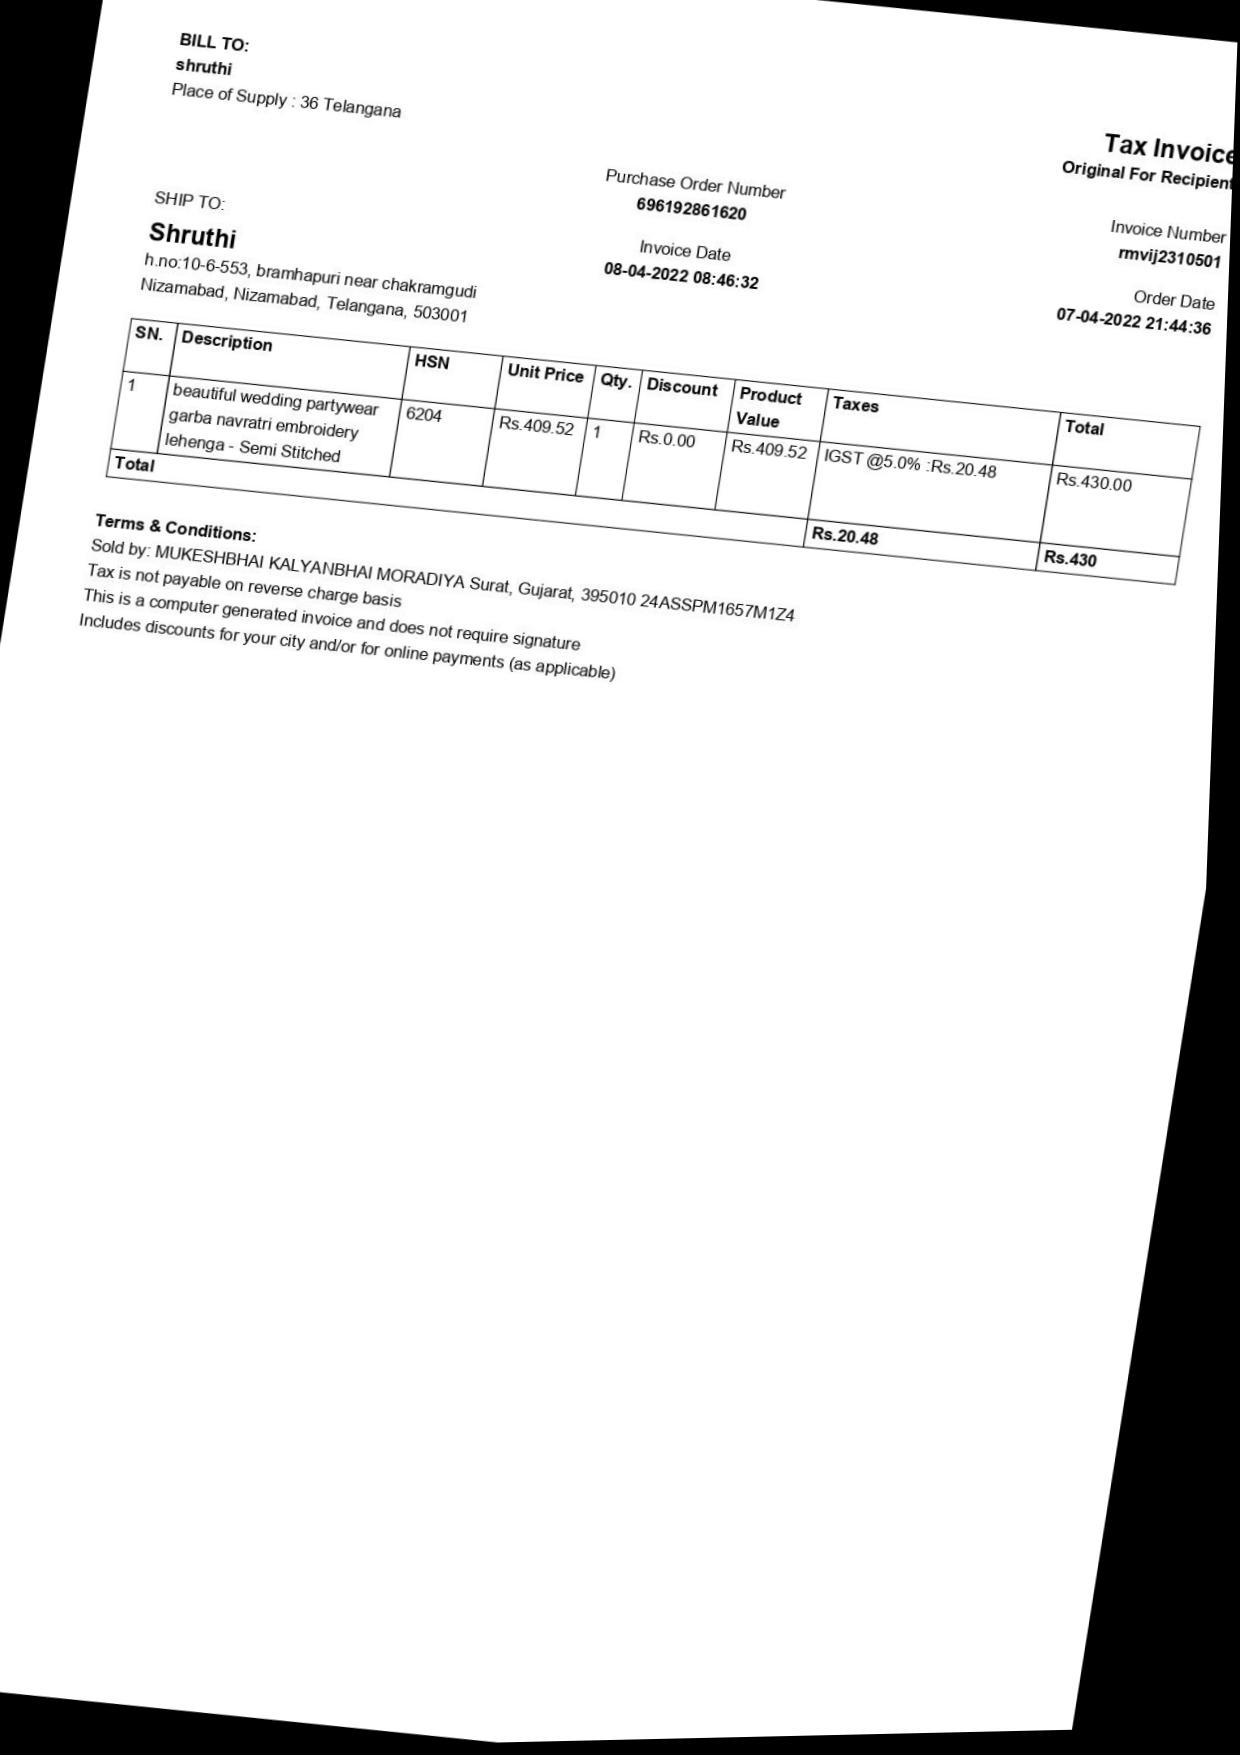 BILL TO:
shruthi
Place of Supply : 36 Telangana
Tax Invoice
Original For Recipient
Purchase Order Number
696192861620
Invoice Number
rmvij2310501
Invoice Date
08-04-2022 08:46:32
Order Date
07-04-2022 21:44:36
SHIP TO:
Shruthi
h.no:10-6-553, bramhapuri near chakramgudi
Nizamabad, Nizamabad, Telangana, 503001
SN. Description HSN Unit Price Qty. Discount Product Value Taxes Total
1 beautiful wedding partywear 6204 Rs.409.52 1 Rs.0.00 Rs.409.52 IGST @5.0% :Rs.20.48 Rs.430.00
garba navratri embroidery
lehenga - Semi Stitched
Total Rs.20.48 Rs.430
Terms & Conditions:
Sold by: MUKESHBHAI KALYANBHAI MORADIYA Surat, Gujarat, 395010 24ASSPM1657M1Z4
Tax is not payable on reverse charge basis
This is a computer generated invoice and does not require signature
Includes discounts for your city and/or for online payments (as applicable)